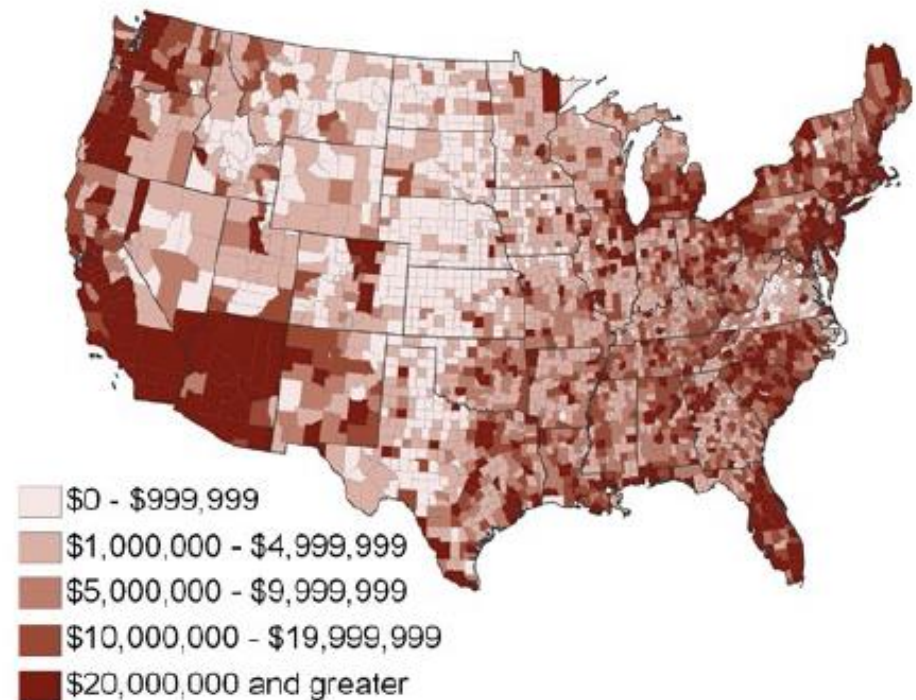 $0 - $999,999
$1,000,000 - $4,999,999
$5,000,000 - $9,999,999
$10,000,000 - $19,999,999
$20,000,000 and greater